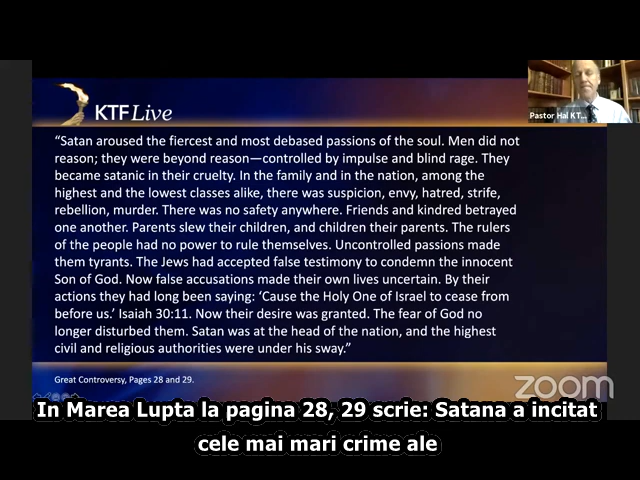 Pastor Hal KT...
KTF Live
“Satan aroused the fiercest and most debased passions of the soul. Men did not
reason; they were beyond reason—controlled by impulse and blind rage. They
became satanic in their cruelty. In the family and in the nation, among the
highest and the lowest classes alike, there was suspicion, envy, hatred, strife,
rebellion, murder. There was no safety anywhere. Friends and kindred betrayed
one another. Parents slew their children, and children their parents. The rulers
of the people had no power to rule themselves. Uncontrolled passions made
them tyrants. The Jews had accepted false testimony to condemn the innocent
Son of God. Now false accusations made their own lives uncertain. By their
actions they had long been saying: ‘Cause the Holy One of Israel to cease from
before us.’ Isaiah 30:11. Now their desire was granted. The fear of God no
longer disturbed them. Satan was at the head of the nation, and the highest
civil and religious authorities were under his sway.”
Great Controversy, Pages 28 and 29.
zoom
In Marea Lupta la pagina 28, 29 scrie: Satana a incitat
cele mai mari crime ale